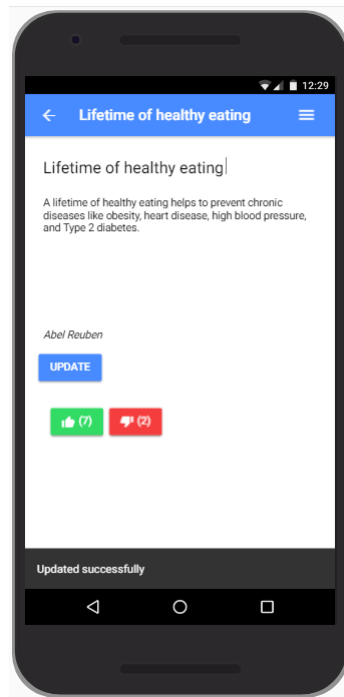 12:29
Lifetime of healthy eating
Lifetime of healthy eating
A lifetime of healthy eating helps to prevent chronic
diseases like obesity, heart disease, high blood pressure,
and Type 2 diabetes.
Abel Reuben
UPDATE
(7) (2)
Updated successfully